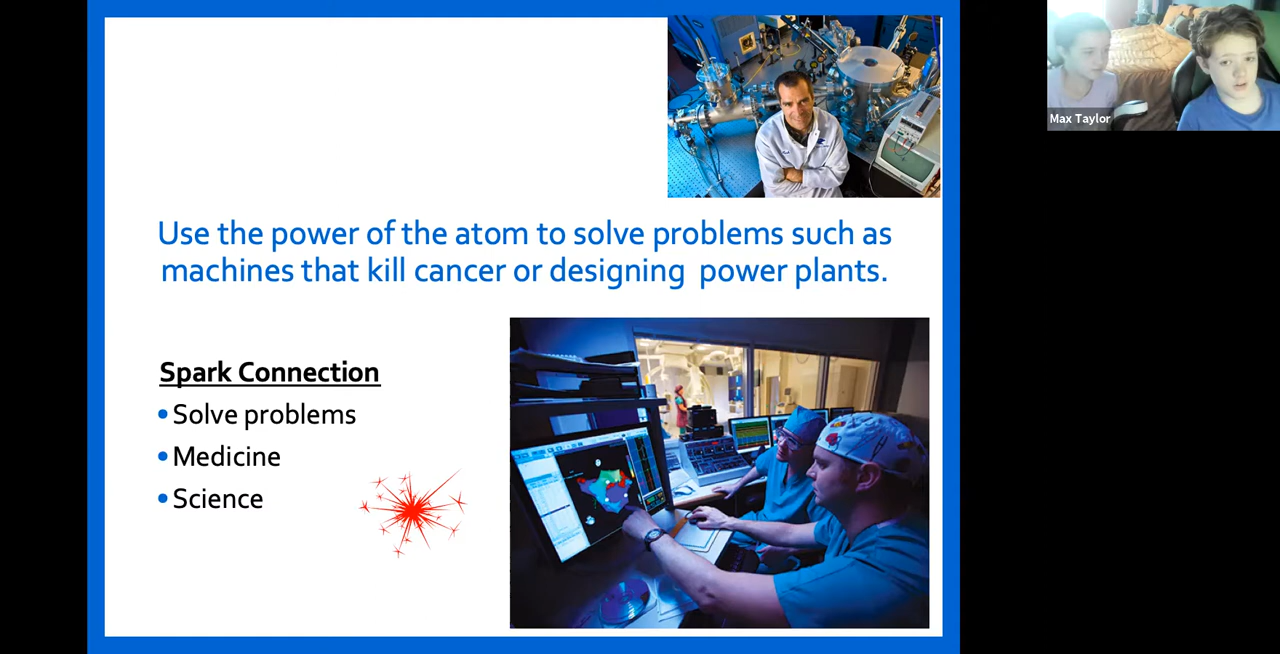 Max Taylor
Use the power of the atom to solve problems such as
machines that kill cancer or designing power plants.
Spark Connection
• Solve problems
• Medicine
• Science